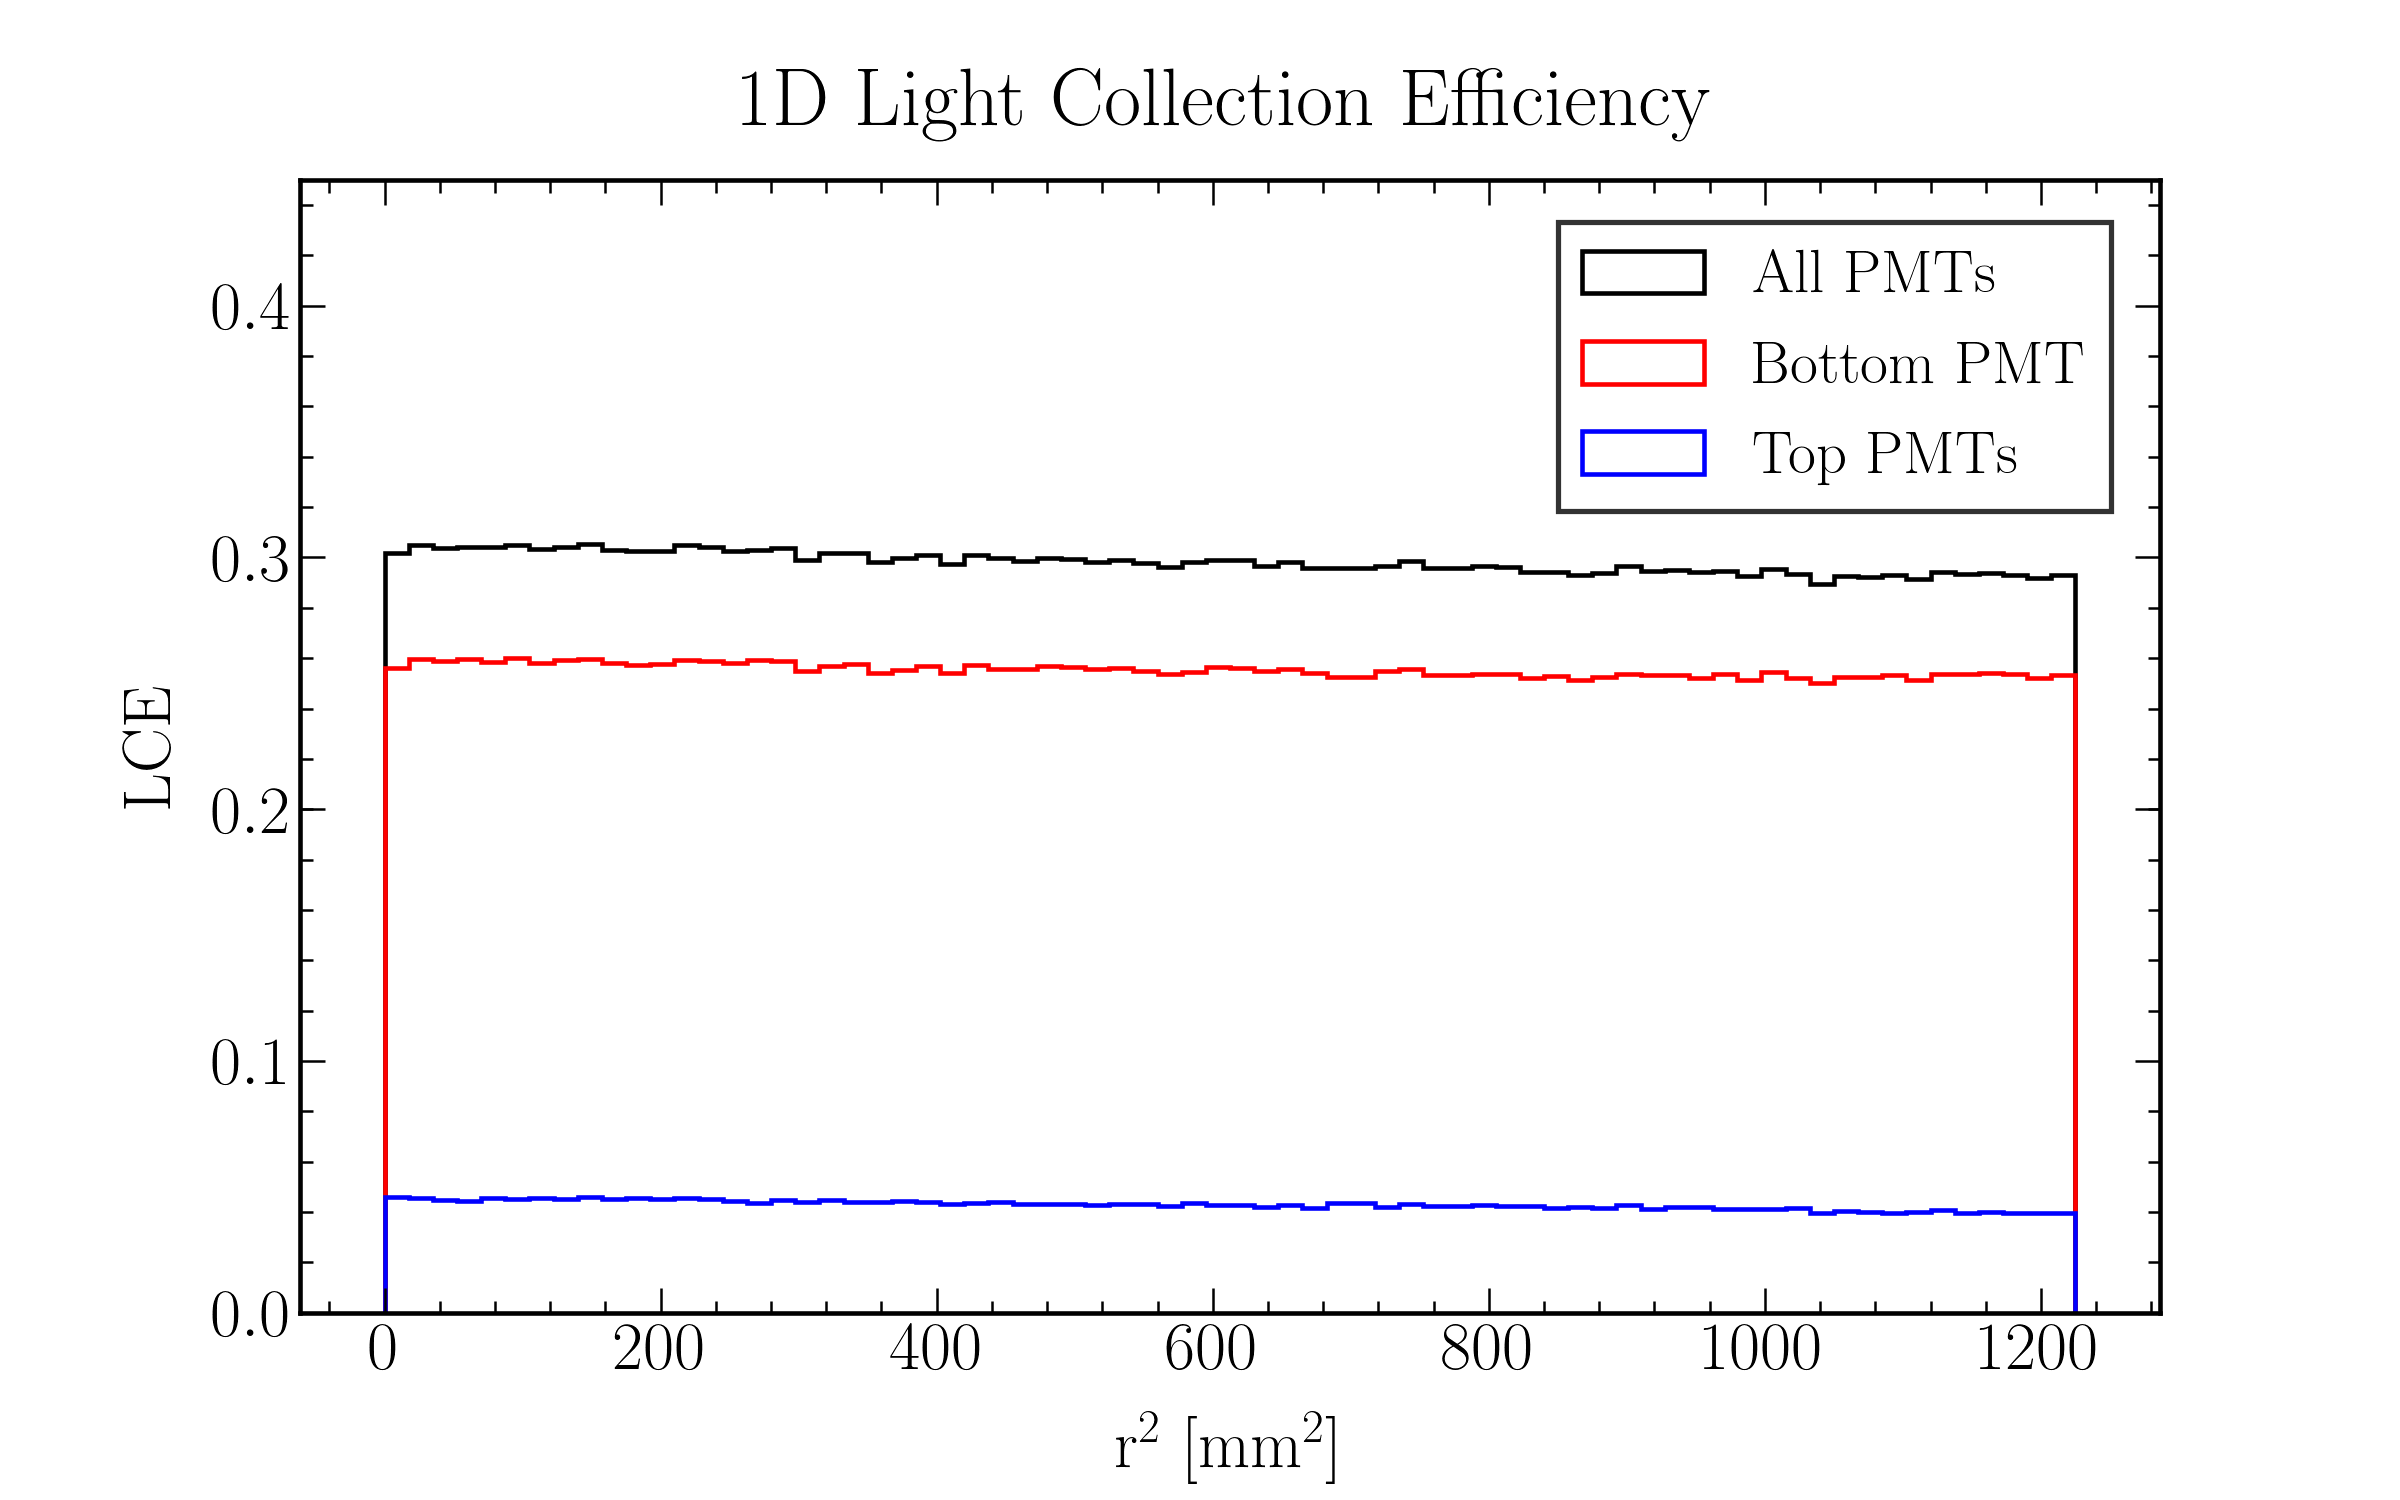 1D Light Collection Efficiency
All PMTs
Bottom PMT
Top PMTs
LCE
0.4
0.3
0.2
0.1
0.0
0 200 400 600 800 1000 1200
r² [mm²]